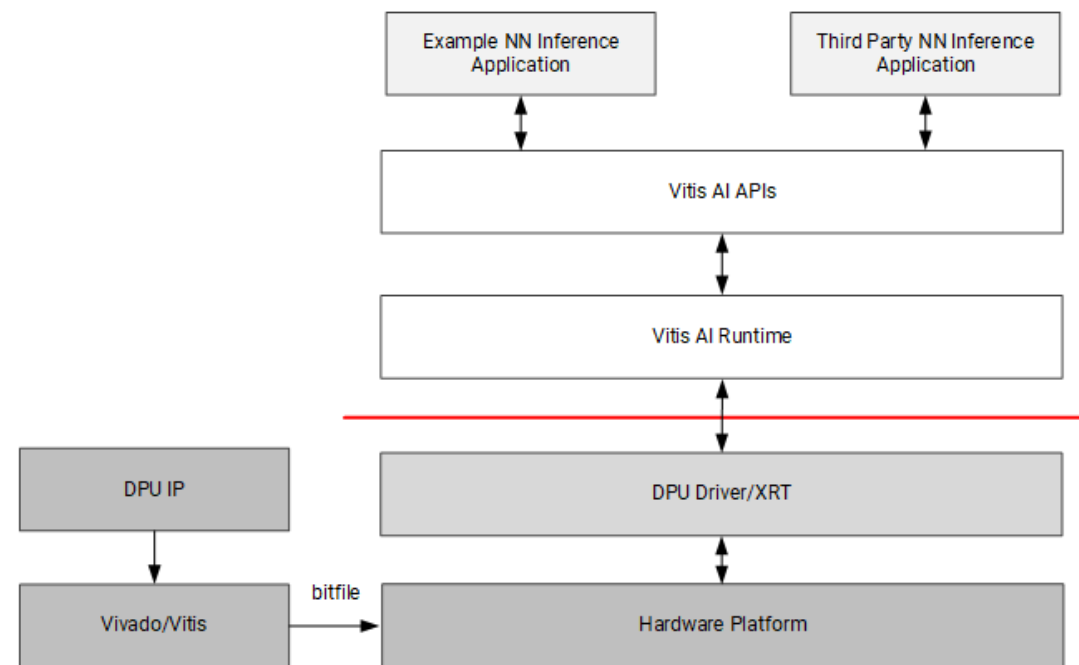 Example NN Inference
Application
Third Party NN Inference
Application
Vitis AI APIs
Vitis AI Runtime
DPU IP
DPU Driver/XRT
Vivado/Vitis
bitfile
Hardware Platform